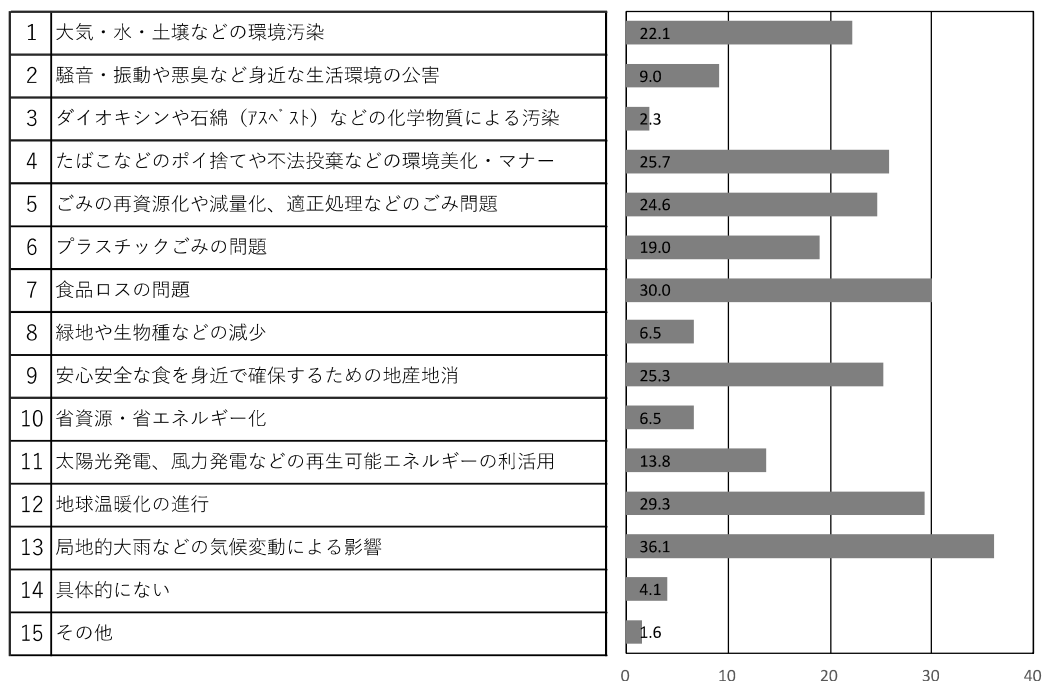 1 大気・水・土壌などの環境汚染 22.1
2 騒音・振動や悪臭など身近な生活環境の公害 9.0
3 ダイオキシンや石綿（ｱｽﾍﾞｽﾄ）などの化学物質による汚染 2.3
4 たばこなどのポイ捨てや不法投棄などの環境美化・マナー 25.7
5 ごみの再資源化や減量化、適正処理などのごみ問題 24.6
6 プラスチックごみの問題 19.0
7 食品ロスの問題 30.0
8 緑地や生物種などの減少 6.5
9 安心安全な食を身近で確保するための地産地消 25.3
10 省資源・省エネルギー化 6.5
11 太陽光発電、風力発電などの再生可能エネルギーの利活用 13.8
12 地球温暖化の進行 29.3
13 局地的大雨などの気候変動による影響 36.1
14 具体的にない 4.1
15 その他 1.6
0 10 20 30 40